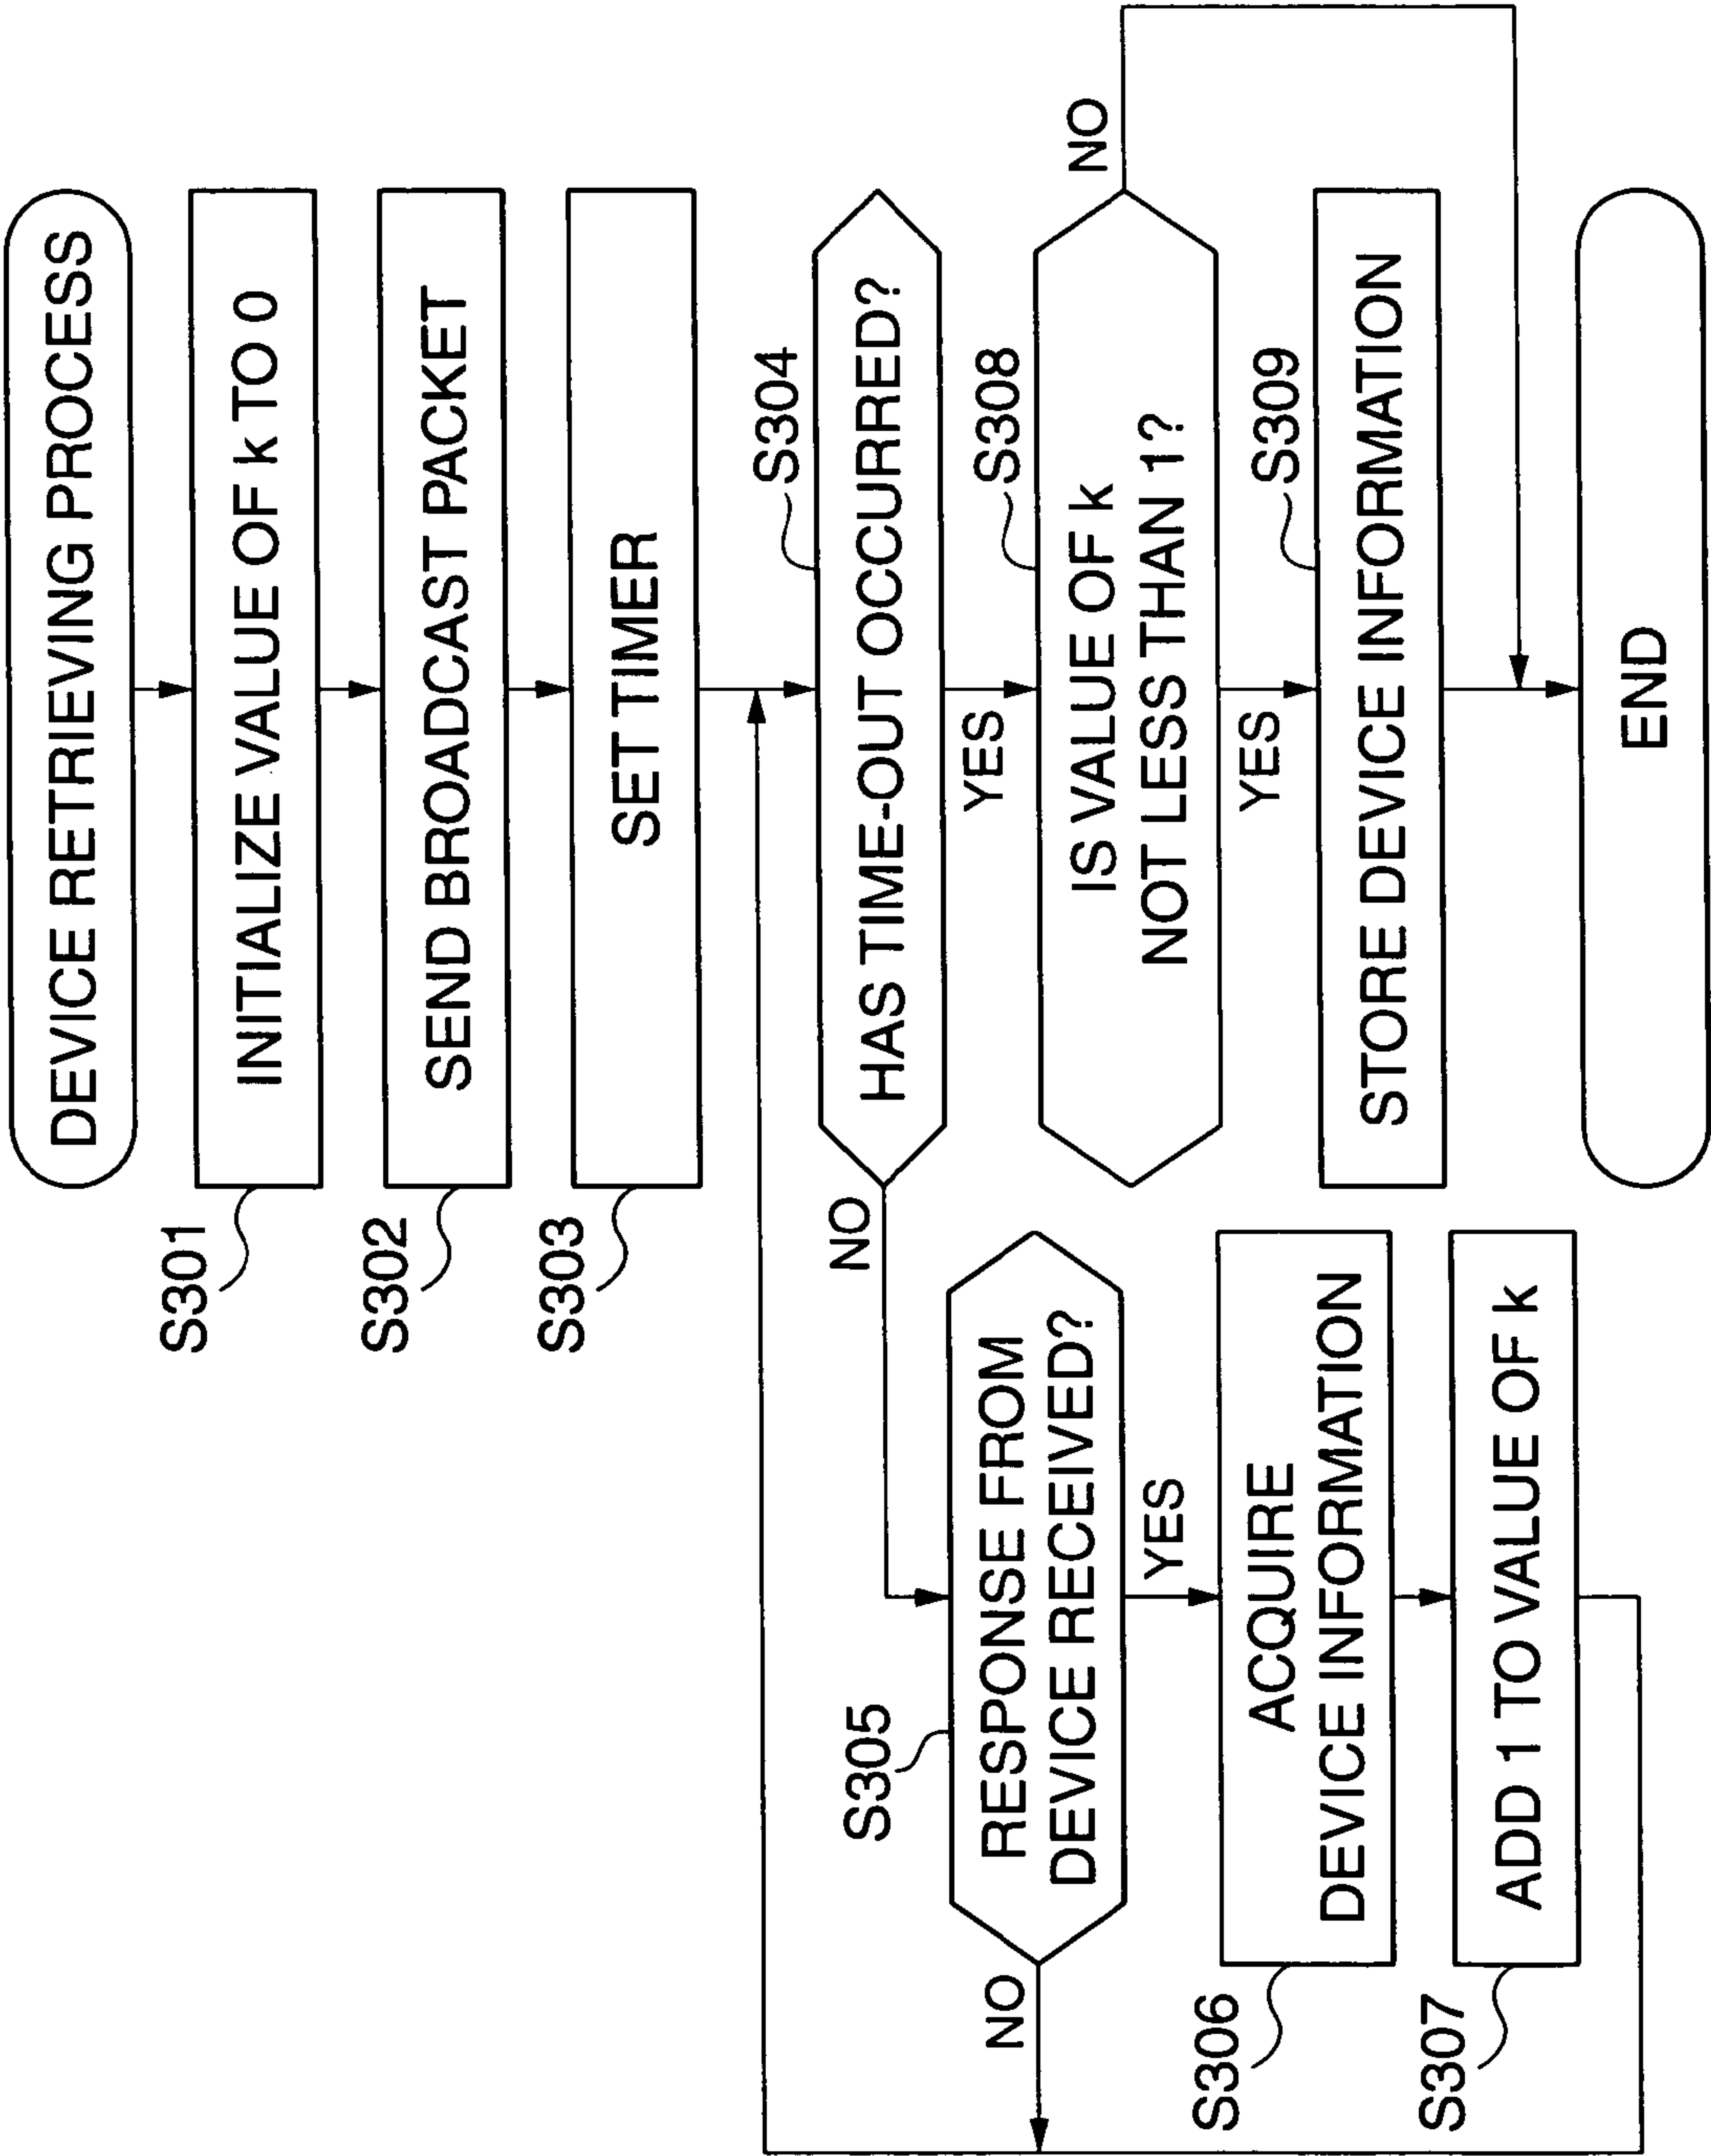 DEVICE RETRIEVING PROCESS
S301
INITIALIZE VALUE OF k TO 0
S302
SEND BROADCAST PACKET
S303
SET TIMER
S304
HAS TIME-OUT OCCURRED?
NO
YES
S305
RESPONSE FROM
DEVICE RECEIVED?
NO
YES
S306
ACQUIRE
DEVICE INFORMATION
S307
ADD 1 TO VALUE OF k
S308
IS VALUE OF k
NOT LESS THAN 1?
NO
YES
S309
STORE DEVICE INFORMATION
END